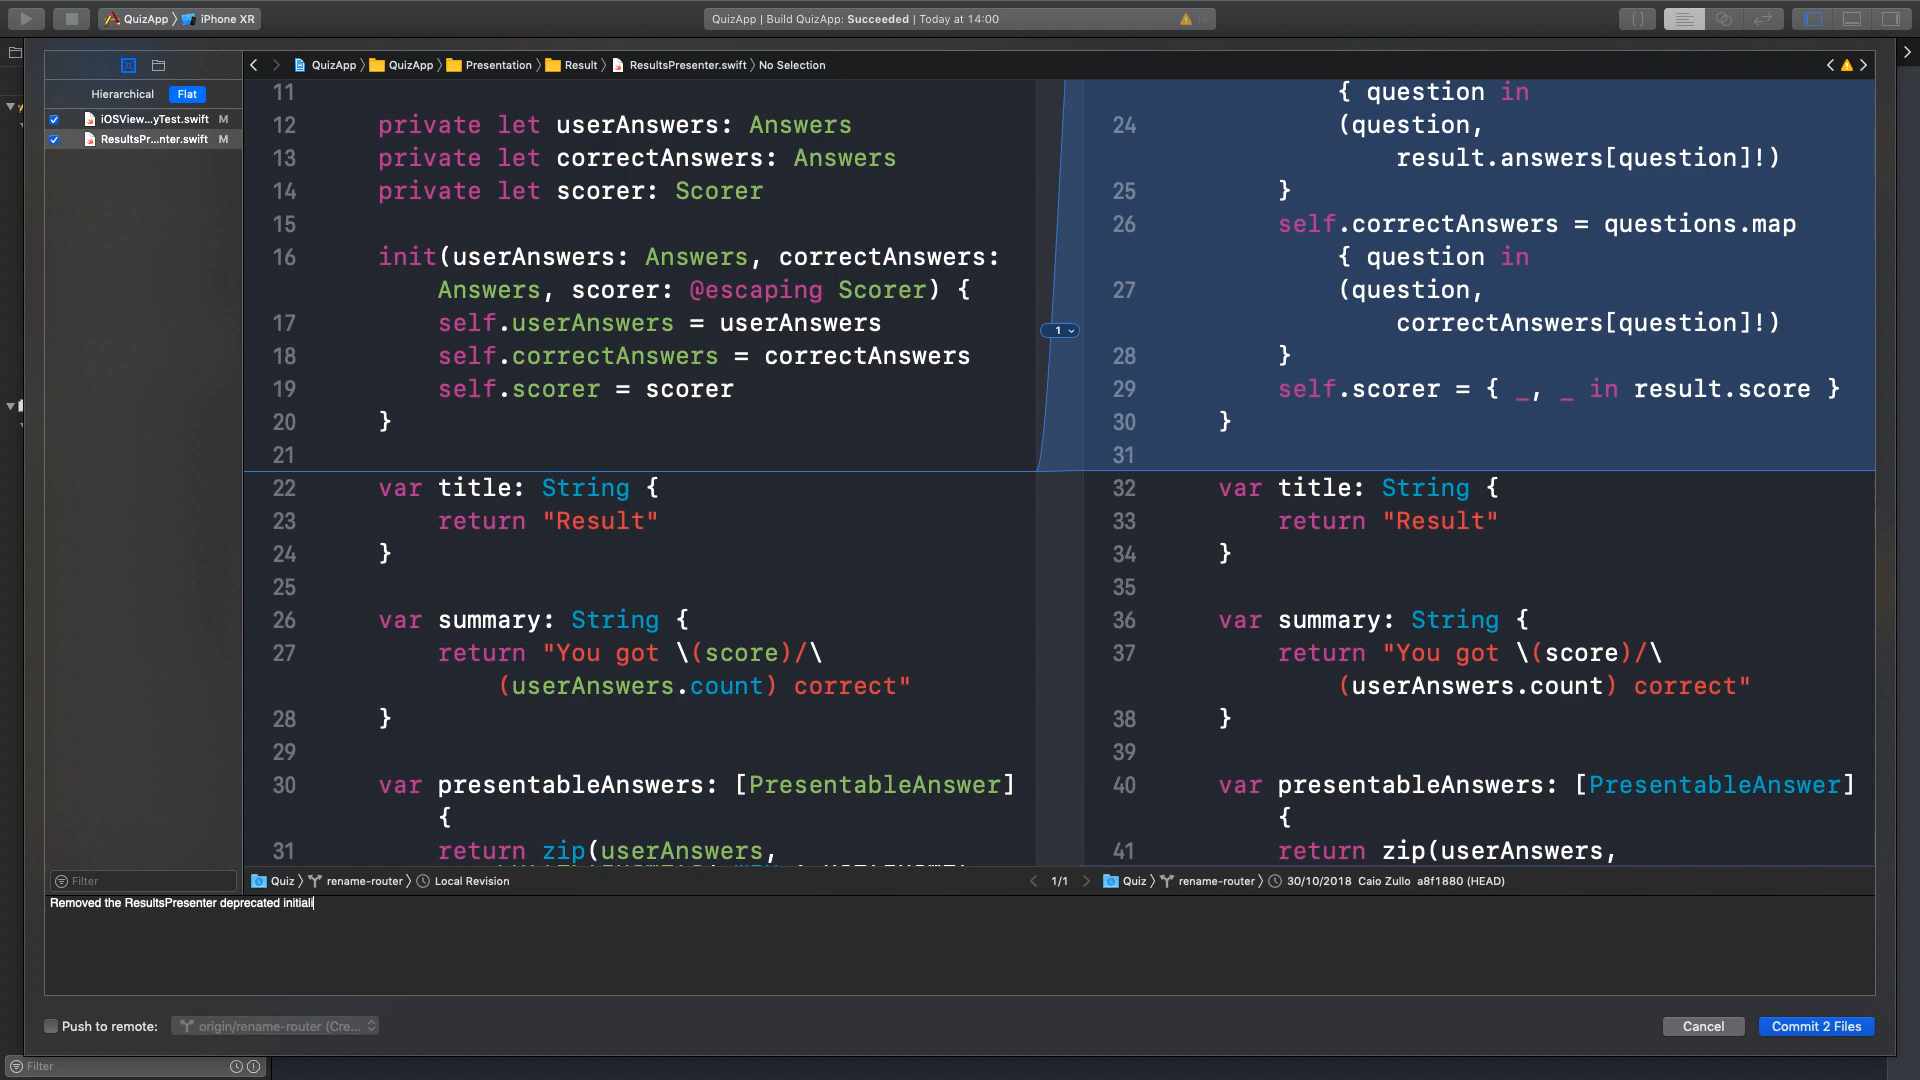 QuizApp iPhone XR
QuizApp | Build QuizApp: Succeeded | Today at 14:00
QuizApp QuizApp Presentation Result ResultsPresenter.swift No Selection
Hierarchical Flat
iOSView...yTest.swift M
ResultsPr...nter.swift M
11
12 private let userAnswers: Answers
13 private let correctAnswers: Answers
14 private let scorer: Scorer
15
16 init(userAnswers: Answers, correctAnswers:
Answers, scorer: @escaping Scorer) {
17 self.userAnswers = userAnswers
18 self.correctAnswers = correctAnswers
19 self.scorer = scorer
20 }
21
22 var title: String {
23 return "Result"
24 }
25
26 var summary: String {
27 return "You got \(score)/\
(userAnswers.count) correct"
28 }
29
30 var presentableAnswers: [PresentableAnswer]
{
31 return zip(userAnswers,
1
{ question in
24 (question,
result.answers[question]!)
25 }
26 self.correctAnswers = questions.map
{ question in
27 (question,
correctAnswers[question]!)
28 }
29 self.scorer = { _, _ in result.score }
30 }
31
32 var title: String {
33 return "Result"
34 }
35
36 var summary: String {
37 return "You got \(score)/\
(userAnswers.count) correct"
38 }
39
40 var presentableAnswers: [PresentableAnswer]
{
41 return zip(userAnswers,
Filter
Quiz rename-router Local Revision
1/1
Quiz rename-router 30/10/2018 Caio Zullo a8f1880 (HEAD)
Removed the ResultsPresenter deprecated initiali
Push to remote: origin/rename-router (Cre...
Cancel Commit 2 Files
Filter